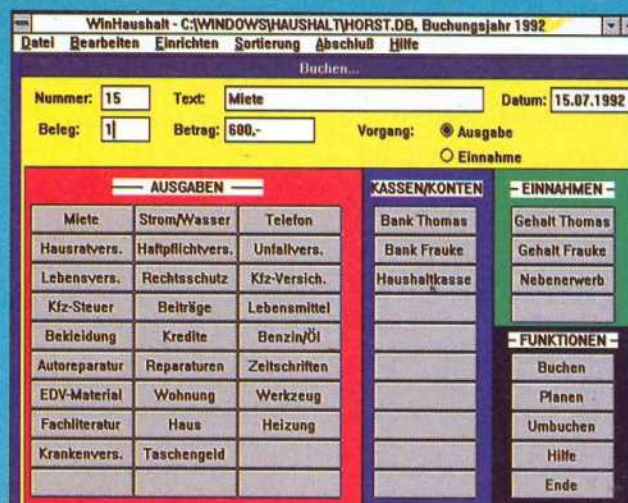 WinHaushalt - C:\WINDOWS\HAUSHALT\HORST.DB, Buchungsjahr 1992
Datei Bearbeiten Einrichten Sortierung Abschluß Hilfe
Buchen...
Nummer: 15 Text: Miete Datum: 15.07.1992
Beleg: 1 Betrag: 600,- Vorgang: Ausgabe
Einnahme
AUSGABEN
Miete Strom/Wasser Telefon
Hausratvers. Haftpflichtvers. Unfallvers.
Lebensvers. Rechtsschutz Kfz-Versich.
Kfz-Steuer Beiträge Lebensmittel
Bekleidung Kredite Benzin/Öl
Autoreparatur Reparaturen Zeitschriften
EDV-Material Wohnung Werkzeug
Fachliteratur Haus Heizung
Krankenvers. Taschengeld
KASSEN/KONTEN
Bank Thomas
Bank Frauke
Haushaltkasse
EINNAHMEN
Gehalt Thomas
Gehalt Frauke
Nebenerwerb
FUNKTIONEN
Buchen
Planen
Umbuchen
Hilfe
Ende